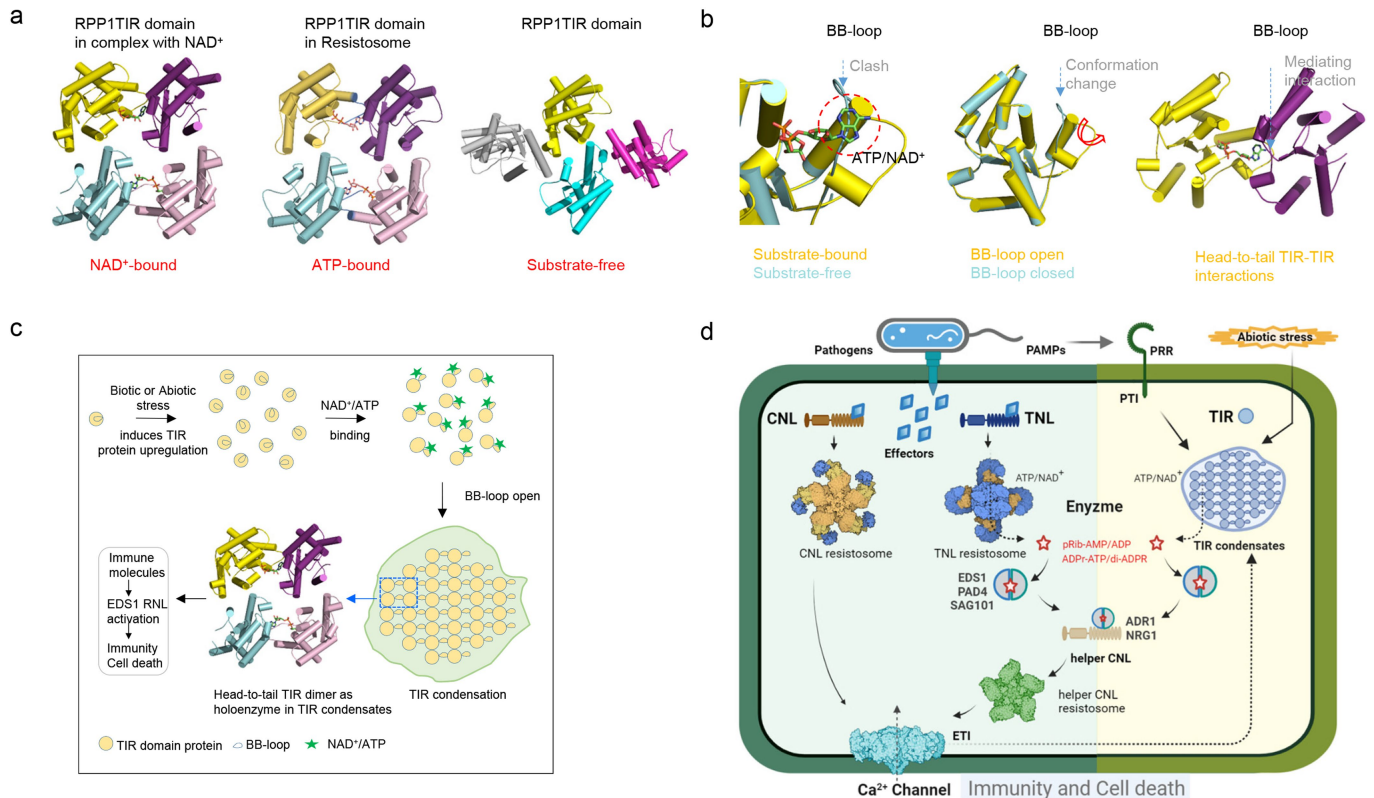 a
RPP1TIR domain
in complex with NAD⁺
RPP1TIR domain
in Resistosome
RPP1TIR domain
NAD⁺-bound
ATP-bound
Substrate-free
b
BB-loop
Clash
ATP/NAD⁺
Substrate-bound
Substrate-free
BB-loop
Conformation
change
BB-loop open
BB-loop closed
BB-loop
Mediating
interaction
Head-to-tail TIR-TIR
interactions
c
Biotic or Abiotic
stress
induces TIR
protein upregulation
NAD⁺/ATP
binding
BB-loop open
Immune
molecules
EDS1 RNL
activation
Immunity
Cell death
Head-to-tail TIR dimer as
holoenzyme in TIR condensates
TIR condensation
TIR domain protein
BB-loop
NAD⁺/ATP
d
Pathogens
PAMPs
PRR
Abiotic stress
PTI
CNL
Effectors
TNL
TIR
ATP/NAD⁺
ATP/NAD⁺
Enyzme
CNL resistosome
TNL resistosome
pRib-AMP/ADP
ADPr-ATP/di-ADPR
TIR condensates
EDS1
PAD4
SAG101
ADR1
NRG1
helper CNL
helper CNL
resistosome
ETI
Ca²⁺ Channel
Immunity and Cell death